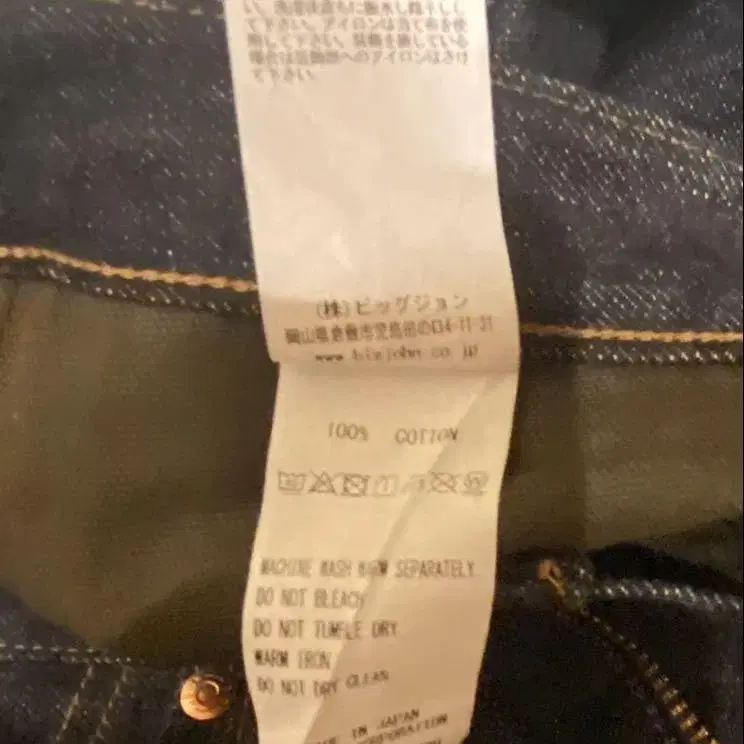 い。洗濯後は直ちに脱水し陰干しし
て下さい。アイロンは当て布を使
用して下さい。装飾を施している
場合は装飾部へのアイロンはさけ
て下さい。
(株)ビッグジョン
岡山県倉敷市児島田の口4-11-31
www.bigjohn.co.jp
100% COTTON
MACHINE WASH WARM SEPARATELY
DO NOT BLEACH
DO NOT TUMBLE DRY
WARM IRON
DO NOT DRY CLEAN
IN JAPAN
CORPORATION